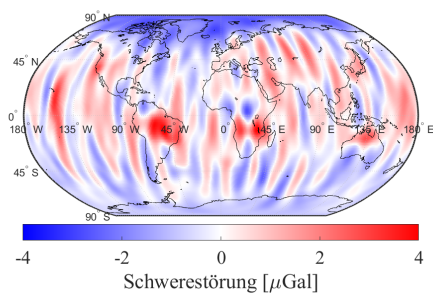 90° N
45° N
0°
180° W 135° W 90° W 45° W 0 45° E 90° E 135° E 180° E
45° S
90° S
-4 -2 0 2 4
Schwerestörung [μGal]